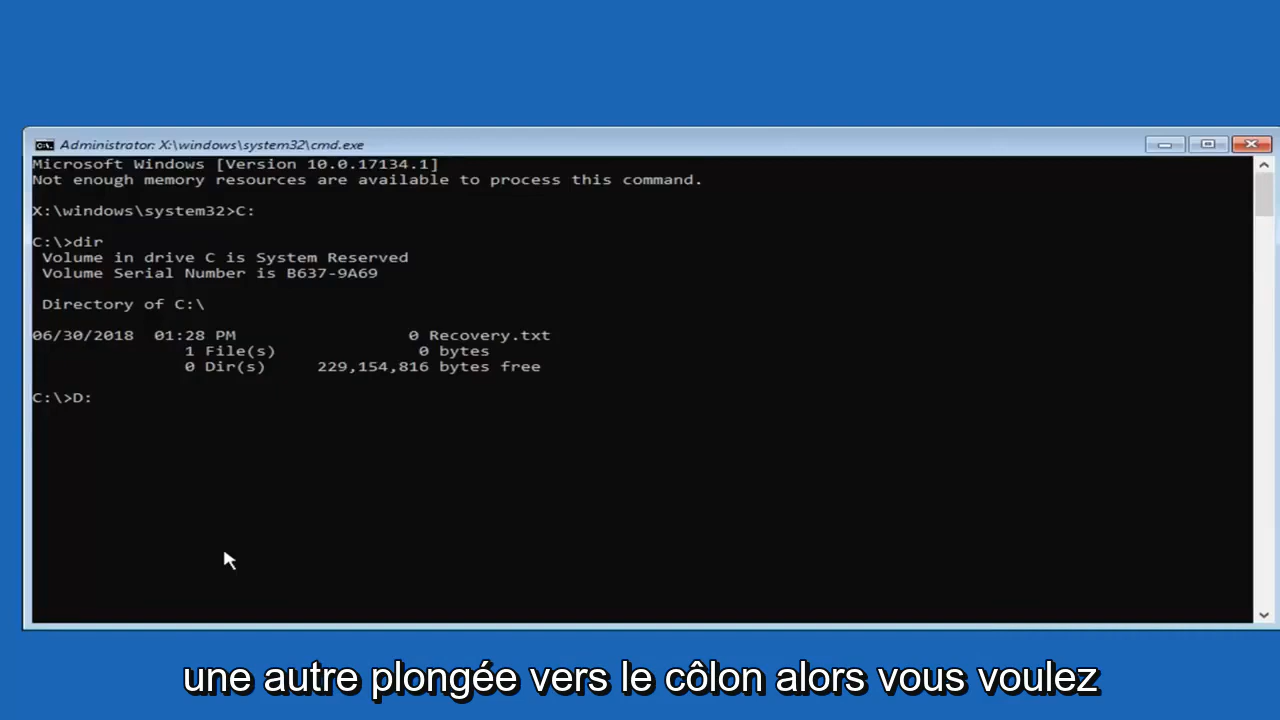 Administrator: X:\windows\system32\cmd.exe
Microsoft Windows [Version 10.0.17134.1]
Not enough memory resources are available to process this command.
X:\windows\system32>C:
C:\>dir
Volume in drive C is System Reserved
Volume Serial Number is B637-9A69
Directory of C:\
06/30/2018 01:28 PM 0 Recovery.txt
1 File(s) 0 bytes
0 Dir(s) 229,154,816 bytes free
C:\>D:
une autre plongée vers le côlon alors vous voulez